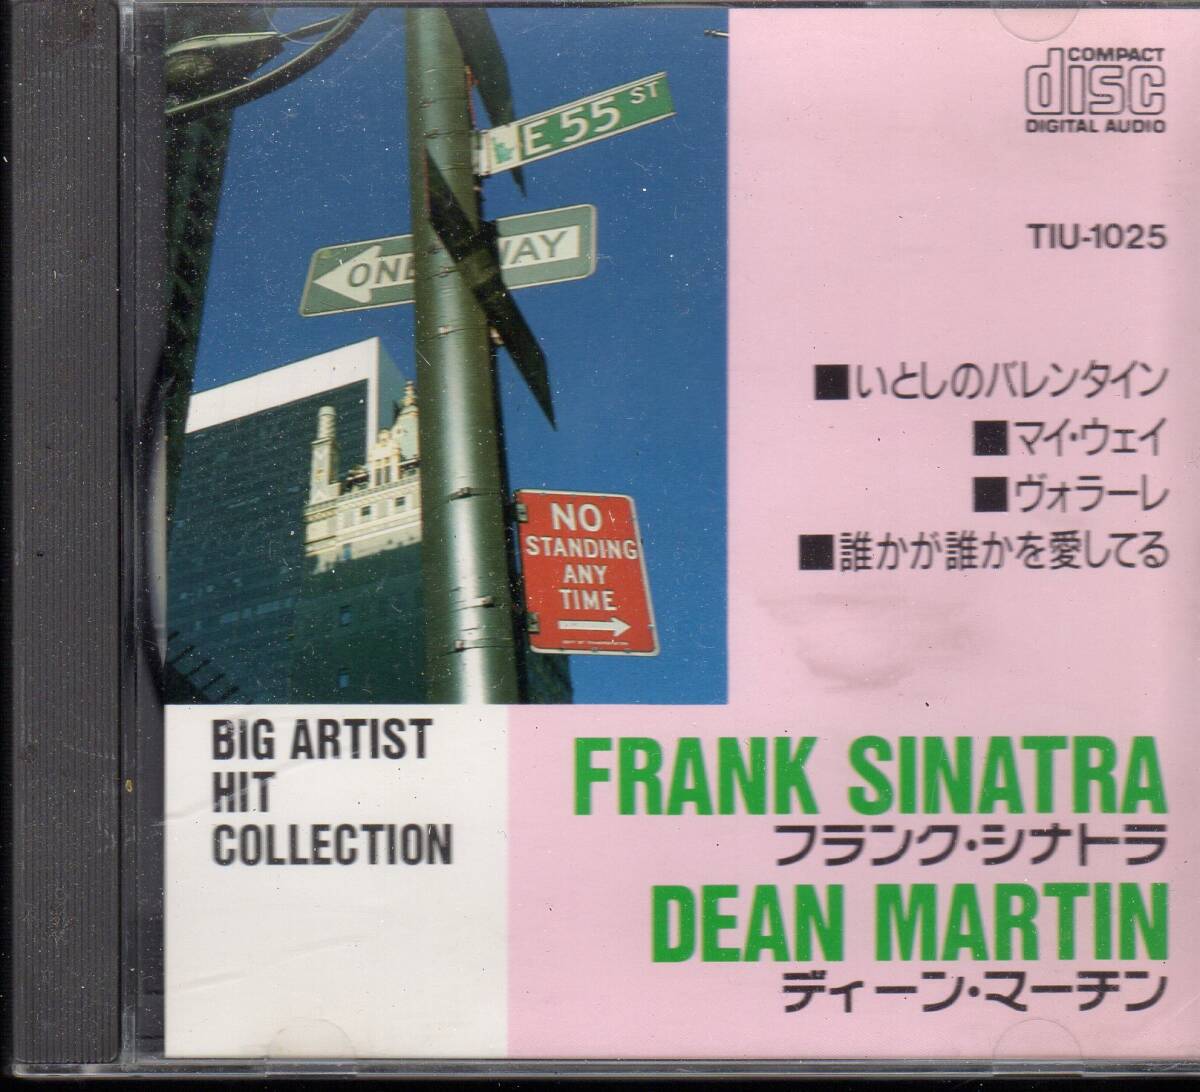 COMPACT
disc
DIGITAL AUDIO
TIU-1025
E 55 ST
ONE WAY
NO
STANDING
ANY
TIME
■いとしのバレンタイン
■マイ・ウェイ
■ヴォラーレ
■誰かが誰かを愛してる
BIG ARTIST
HIT
COLLECTION
FRANK SINATRA
フランク・シナトラ
DEAN MARTIN
ディーン・マーチン